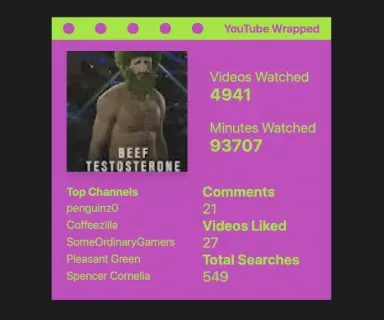 YouTube Wrapped
BEEF
TESTOSTERONE
Videos Watched
4941
Minutes Watched
93707
Top Channels
penguinz0
Coffeezilla
SomeOrdinaryGamers
Pleasant Green
Spencer Cornelia
Comments
21
Videos Liked
27
Total Searches
549